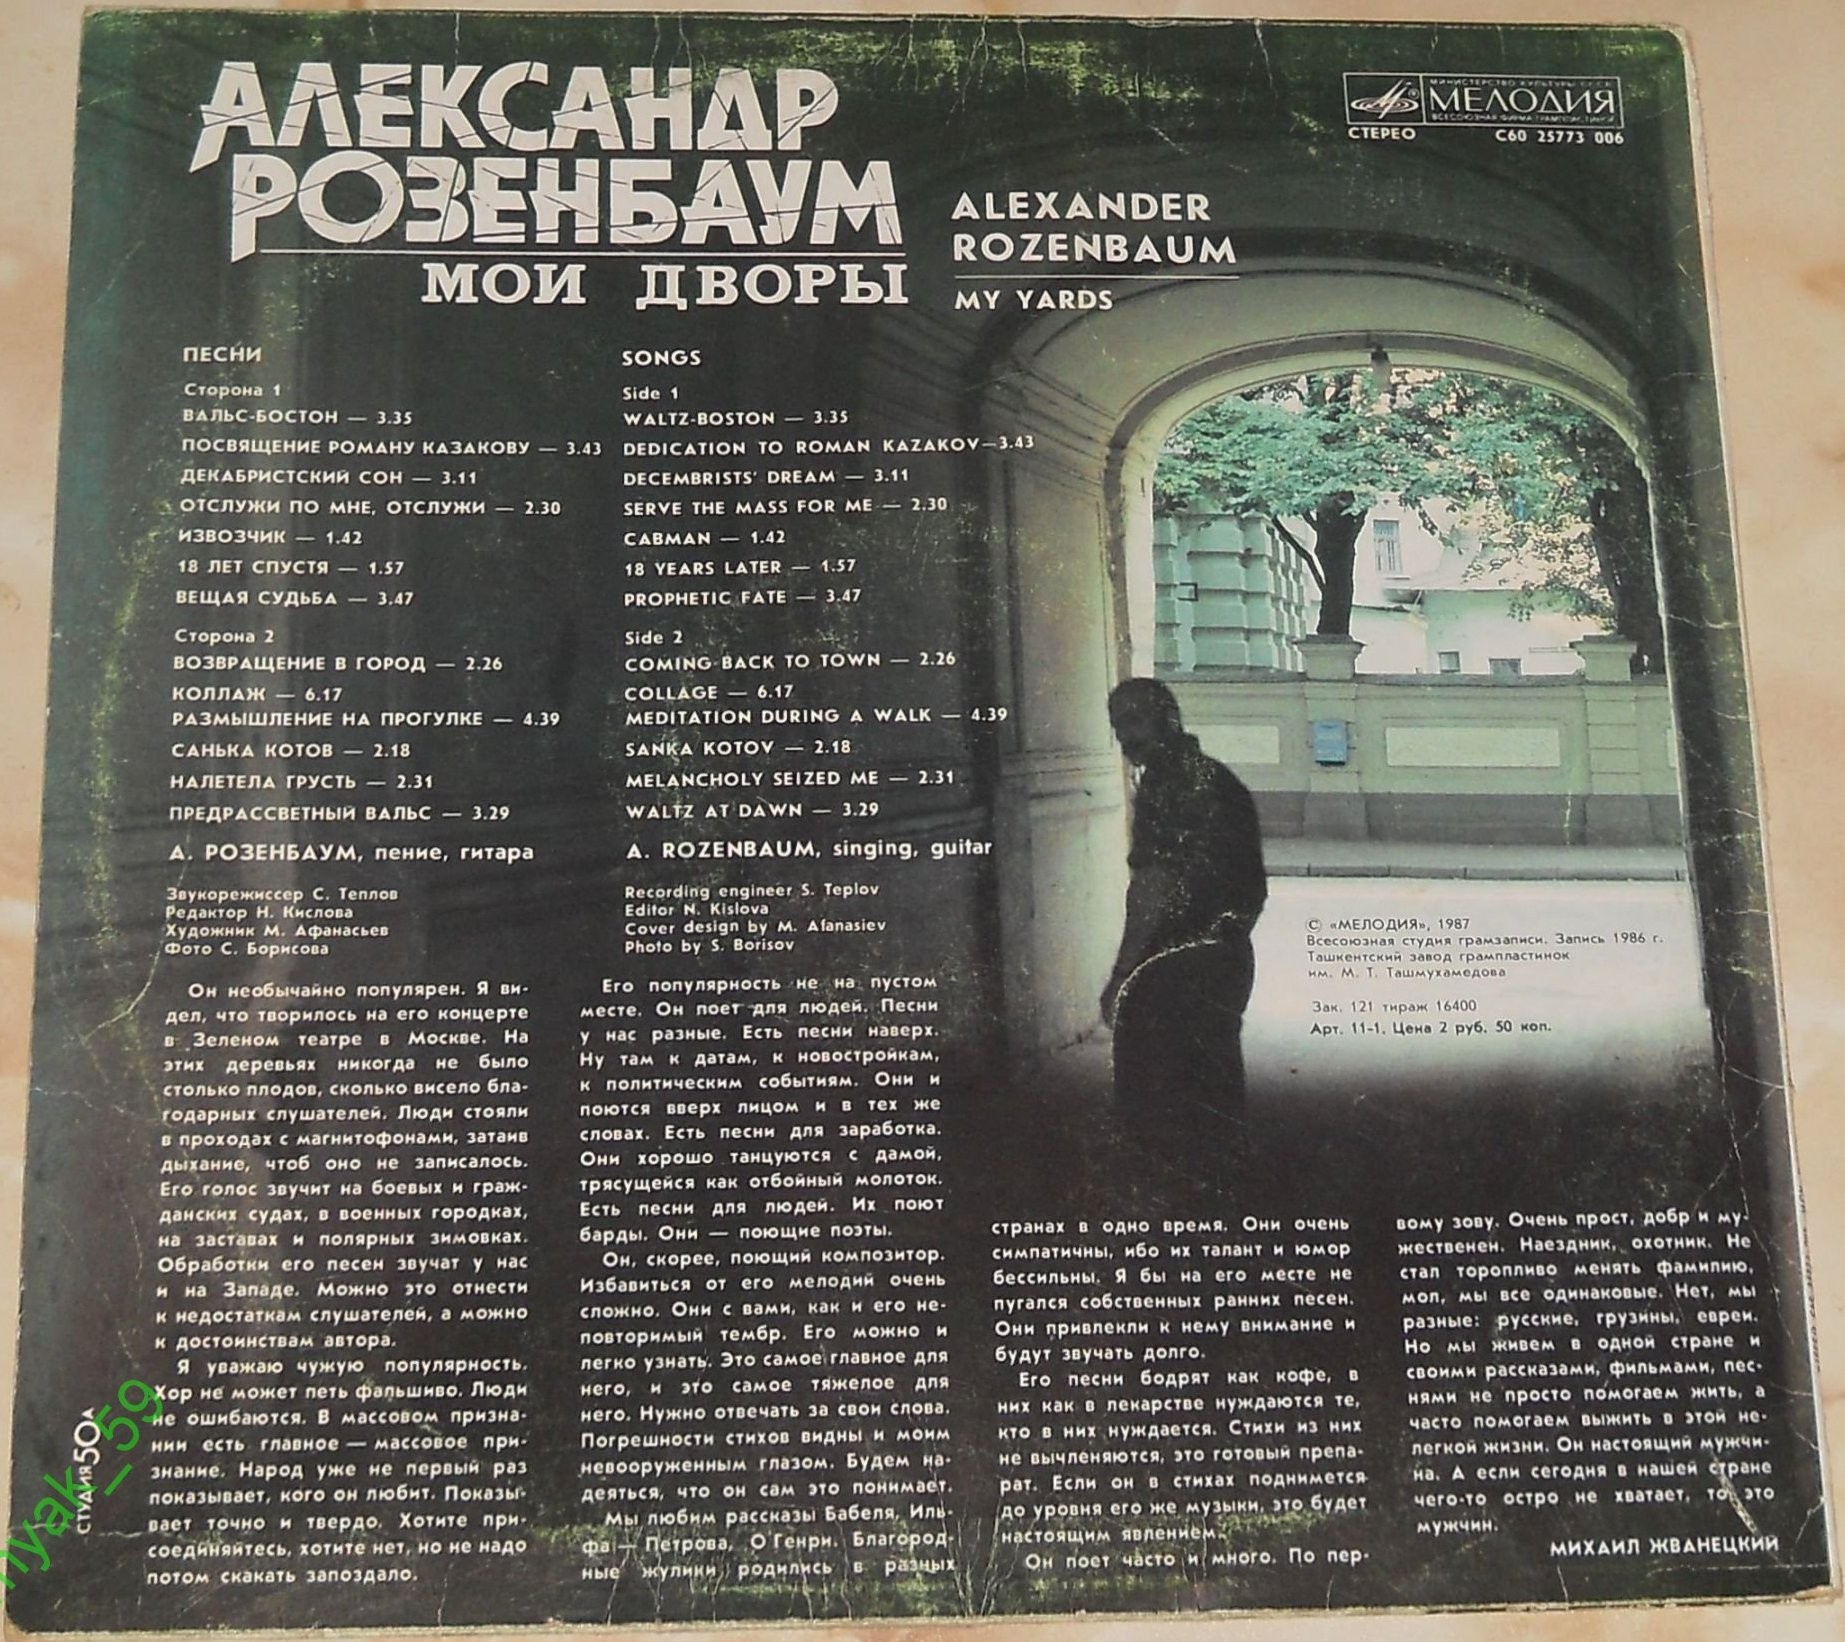 АЛЕКСАНДР
РОЗЕНБАУМ
МОИ ДВОРЫ
ALEXANDER
ROZENBAUM
MY YARDS
МИНИСТЕРСТВО КУЛЬТУРЫ СССР
МЕЛОДИЯ
ВСЕСОЮЗНАЯ ФИРМА ГРАМПЛАСТИНОК
СТЕРЕО
С60 25773 006
ПЕСНИ
Сторона 1
ВАЛЬС-БОСТОН — 3.35
ПОСВЯЩЕНИЕ РОМАНУ КАЗАКОВУ — 3.43
ДЕКАБРИСТСКИЙ СОН — 3.11
ОТСЛУЖИ ПО МНЕ, ОТСЛУЖИ — 2.30
ИЗВОЗЧИК — 1.42
18 ЛЕТ СПУСТЯ — 1.57
ВЕЩАЯ СУДЬБА — 3.47
Сторона 2
ВОЗВРАЩЕНИЕ В ГОРОД — 2.26
КОЛЛАЖ — 6.17
РАЗМЫШЛЕНИЕ НА ПРОГУЛКЕ — 4.39
САНЬКА КОТОВ — 2.18
НАЛЕТЕЛА ГРУСТЬ — 2.31
ПРЕДРАССВЕТНЫЙ ВАЛЬС — 3.29
А. РОЗЕНБАУМ, пение, гитара
Звукорежиссер С. Теплов
Редактор Н. Кислова
Художник М. Афанасьев
Фото С. Борисова
SONGS
Side 1
WALTZ-BOSTON — 3.35
DEDICATION TO ROMAN KAZAKOV—3.43
DECEMBRISTS' DREAM — 3.11
SERVE THE MASS FOR ME — 2.30
CABMAN — 1.42
18 YEARS LATER — 1.57
PROPHETIC FATE — 3.47
Side 2
COMING BACK TO TOWN — 2.26
COLLAGE — 6.17
MEDITATION DURING A WALK — 4.39
SANKA KOTOV — 2.18
MELANCHOLY SEIZED ME — 2.31
WALTZ AT DAWN — 3.29
A. ROZENBAUM, singing, guitar
Recording engineer S. Teplov
Editor N. Kislova
Cover design by M. Afanasiev
Photo by S. Borisov
© «МЕЛОДИЯ», 1987
Всесоюзная студия грамзаписи. Запись 1986 г.
Ташкентский завод грампластинок
им. М. Т. Ташмухамедова
Зак. 121 тираж 16400
Арт. 11-1. Цена 2 руб. 50 коп.
Он необычайно популярен. Я ви-
дел, что творилось на его концерте
в Зеленом театре в Москве. На
этих деревьях никогда не было
столько плодов, сколько висело бла-
годарных слушателей. Люди стояли
в проходах с магнитофонами, затаив
дыхание, чтоб оно не записалось.
Его голос звучит на боевых и граж-
данских судах, в военных городках,
на заставах и полярных зимовках.
Обработки его песен звучат у нас
и на Западе. Можно это отнести
к недостаткам слушателей, а можно
к достоинствам автора.
Я уважаю чужую популярность.
Хор не может петь фальшиво. Люди
не ошибаются. В массовом призна-
нии есть главное — массовое при-
знание. Народ уже не первый раз
показывает, кого он любит. Показы-
вает точно и твердо. Хотите при-
соединяйтесь, хотите нет, но не надо
потом скакать запоздало.
Его популярность не на пустом
месте. Он поет для людей. Песни
у нас разные. Есть песни наверх.
Ну там к датам, к новостройкам,
к политическим событиям. Они и
поются вверх лицом и в тех же
словах. Есть песни для заработка.
Они хорошо танцуются с дамой,
трясущейся как отбойный молоток.
Есть песни для людей. Их поют
барды. Они — поющие поэты.
Он, скорее, поющий композитор.
Избавиться от его мелодий очень
сложно. Они с вами, как и его не-
повторимый тембр. Его можно и
легко узнать. Это самое главное для
него, и это самое тяжелое для
него. Нужно отвечать за свои слова.
Погрешности стихов видны и моим
невооруженным глазом. Будем на-
деяться, что он сам это понимает.
Мы любим рассказы Бабеля, Иль-
фа — Петрова, О'Генри. Благород-
ные жулики родились в разных
странах в одно время. Они очень
симпатичны, ибо их талант и юмор
бессильны. Я бы на его месте не
пугался собственных ранних песен.
Они привлекли к нему внимание и
будут звучать долго.
Его песни бодрят как кофе, в
них как в лекарстве нуждаются те,
кто в них нуждается. Стихи из них
не вычленяются, это готовый препа-
рат. Если он в стихах поднимется
до уровня его же музыки, это будет
настоящим явлением.
Он поет часто и много. По пер-
вому зову. Очень прост, добр и му-
жественен. Наездник, охотник. Не
стал торопливо менять фамилию,
мол, мы все одинаковые. Нет, мы
разные: русские, грузины, евреи.
Но мы живем в одной стране и
своими рассказами, фильмами, пес-
нями не просто помогаем жить, а
часто помогаем выжить в этой не-
легкой жизни. Он настоящий мужчи-
на. А если сегодня в нашей стране
чего-то остро не хватает, то это
мужчин.
МИХАИЛ ЖВАНЕЦКИЙ
СТУДИЯ 50А
nyak_59